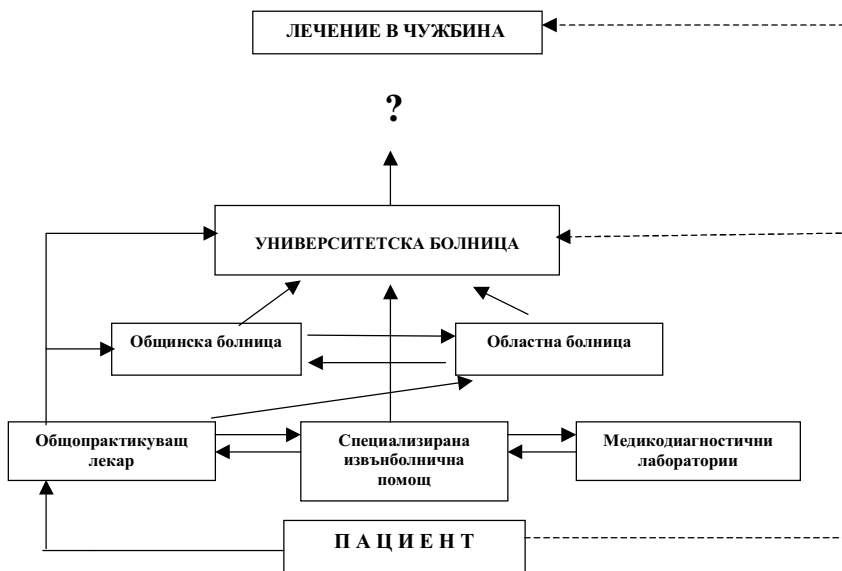 ЛЕЧЕНИЕ В ЧУЖБИНА
?
УНИВЕРСИТЕТСКА БОЛНИЦА
Общинска болница
Областна болница
Общопрактикуващ
лекар
Специализирана
извънболнична
помощ
Медикодиагностични
лаборатории
П А Ц И Е Н Т